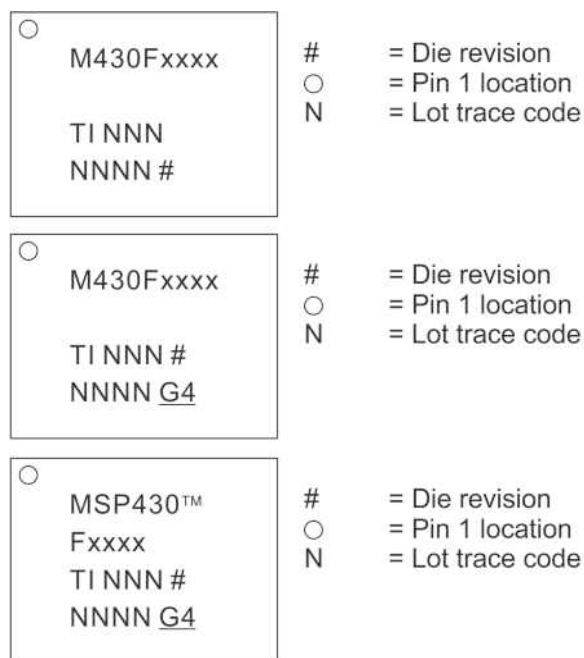 M430Fxxxx
TI NNN
NNNN #
# = Die revision
○ = Pin 1 location
N = Lot trace code
M430Fxxxx
TI NNN #
NNNN G4
# = Die revision
○ = Pin 1 location
N = Lot trace code
MSP430™
Fxxxx
TI NNN #
NNNN G4
# = Die revision
○ = Pin 1 location
N = Lot trace code